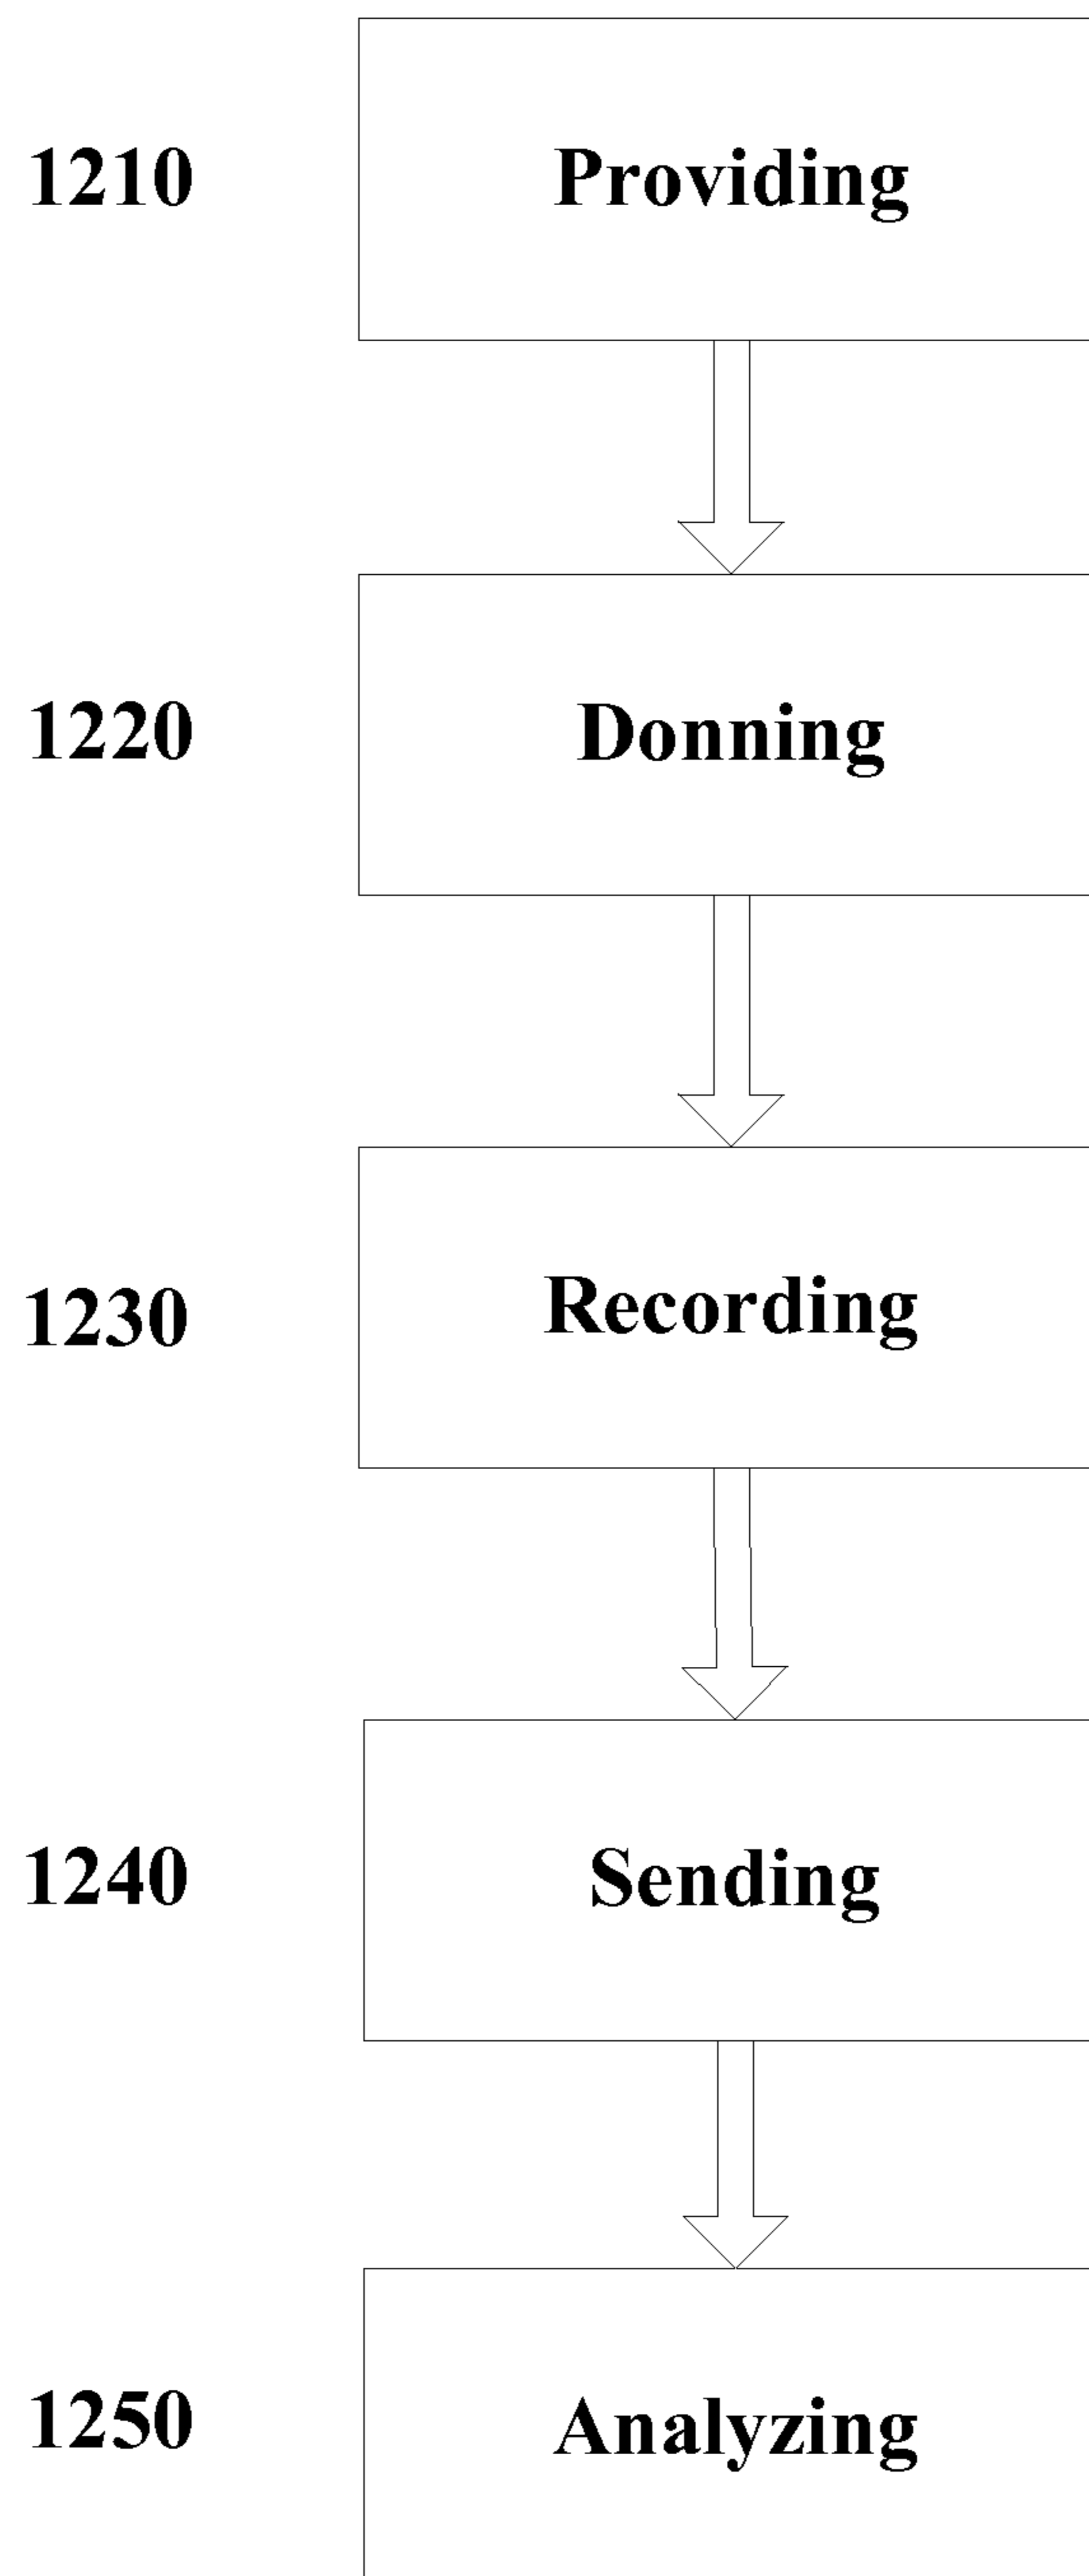 1210 Providing
1220 Donning
1230 Recording
1240 Sending
1250 Analyzing